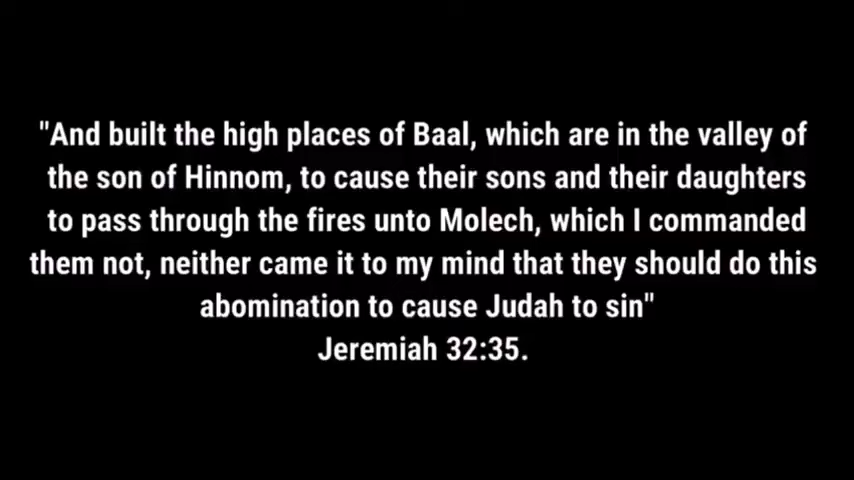 "And built the high places of Baal, which are in the valley of
the son of Hinnom, to cause their sons and their daughters
to pass through the fires unto Molech, which I commanded
them not, neither came it to my mind that they should do this
abomination to cause Judah to sin"
Jeremiah 32:35.